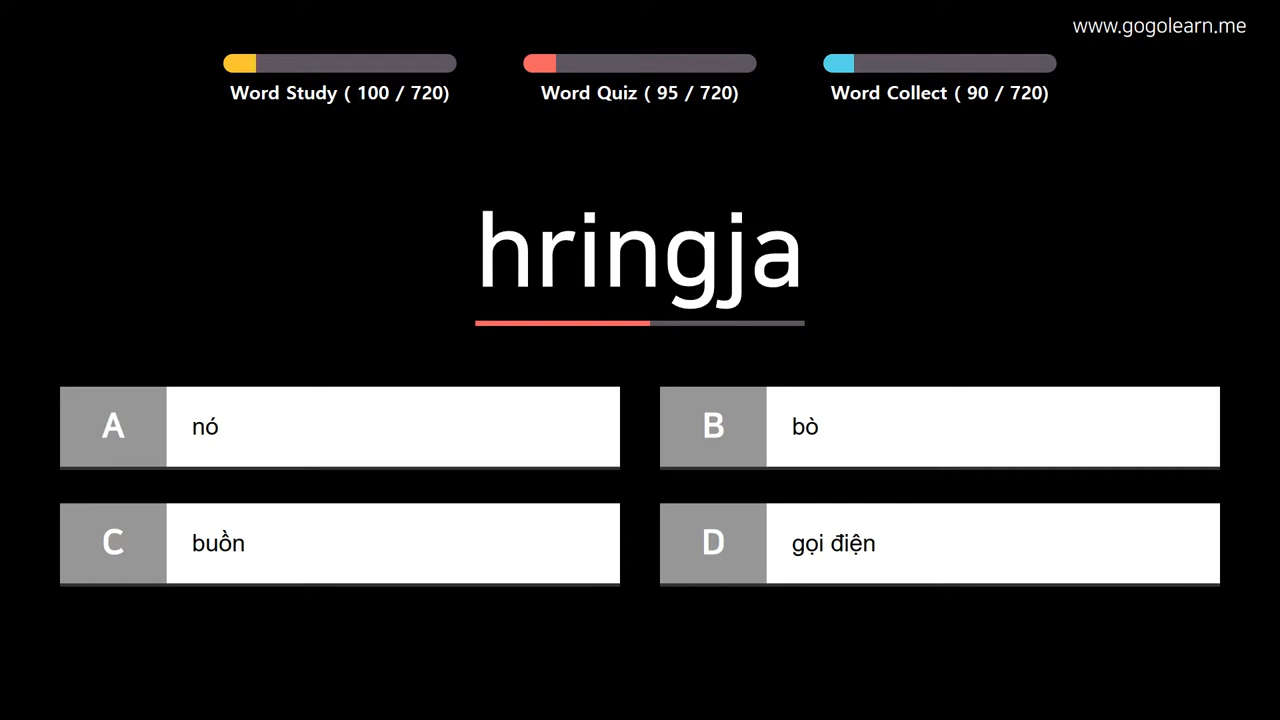 www.gogolearn.me
Word Study ( 100 / 720)
Word Quiz ( 95 / 720)
Word Collect ( 90 / 720)
hringja
A nó
B bò
C buồn
D gọi điện